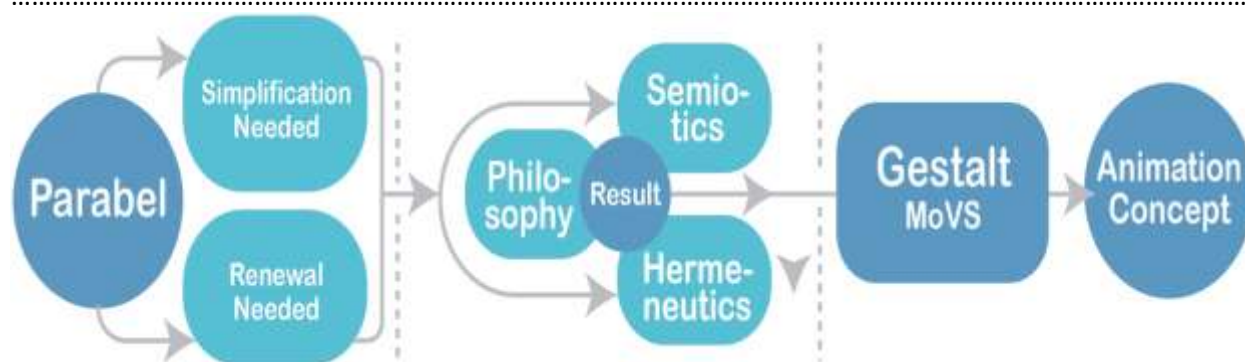 Parabel
Simplification
Needed
Renewal
Needed
Philo-
sophy
Semio-
tics
Result
Herme-
neutics
Gestalt
MoVS
Animation
Concept